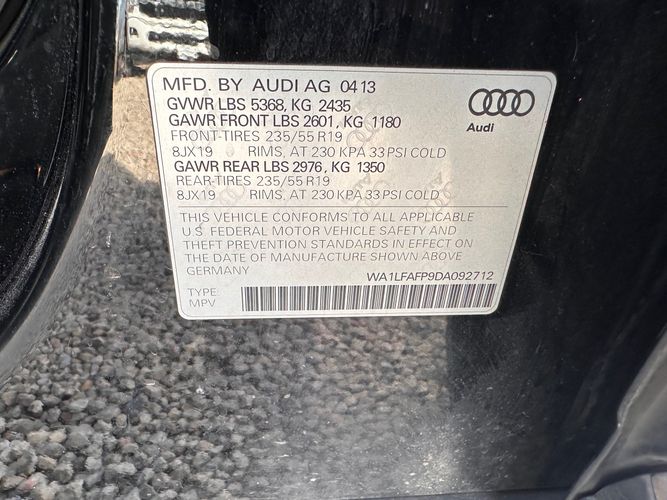 MFD. BY AUDI AG 04 13
GVWR LBS 5368, KG 2435
GAWR FRONT LBS 2601, KG 1180
FRONT-TIRES 235/55 R19
8JX19 RIMS, AT 230 KPA 33 PSI COLD
GAWR REAR LBS 2976, KG 1350
REAR-TIRES 235/55 R19
8JX19 RIMS, AT 230 KPA 33 PSI COLD
Audi
THIS VEHICLE CONFORMS TO ALL APPLICABLE
U.S. FEDERAL MOTOR VEHICLE SAFETY AND
THEFT PREVENTION STANDARDS IN EFFECT ON
THE DATE OF MANUFACTURE SHOWN ABOVE
GERMANY
WA1LFAFP9DA092712
TYPE:
MPV